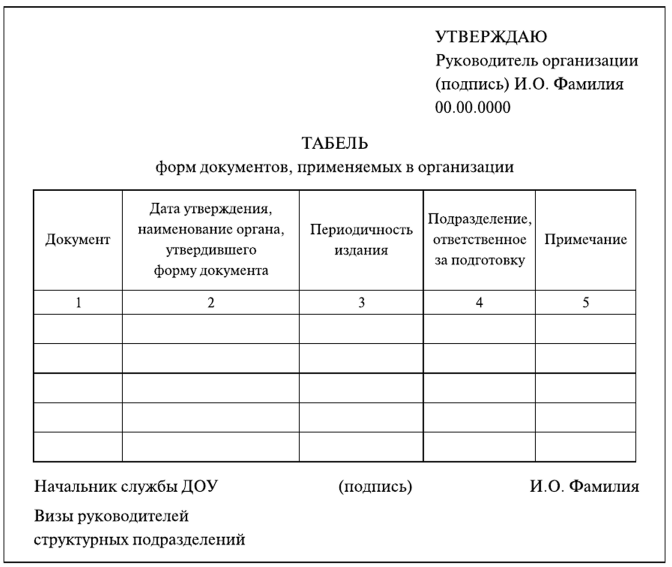 УТВЕРЖДАЮ
Руководитель организации
(подпись) И.О. Фамилия
00.00.0000
ТАБЕЛЬ
форм документов, применяемых в организации
Документ
Дата утверждения,
наименование органа,
утвердившего
форму документа
Периодичность
издания
Подразделение,
ответственное
за подготовку
Примечание
1 2 3 4 5
Начальник службы ДОУ (подпись) И.О. Фамилия
Визы руководителей
структурных подразделений